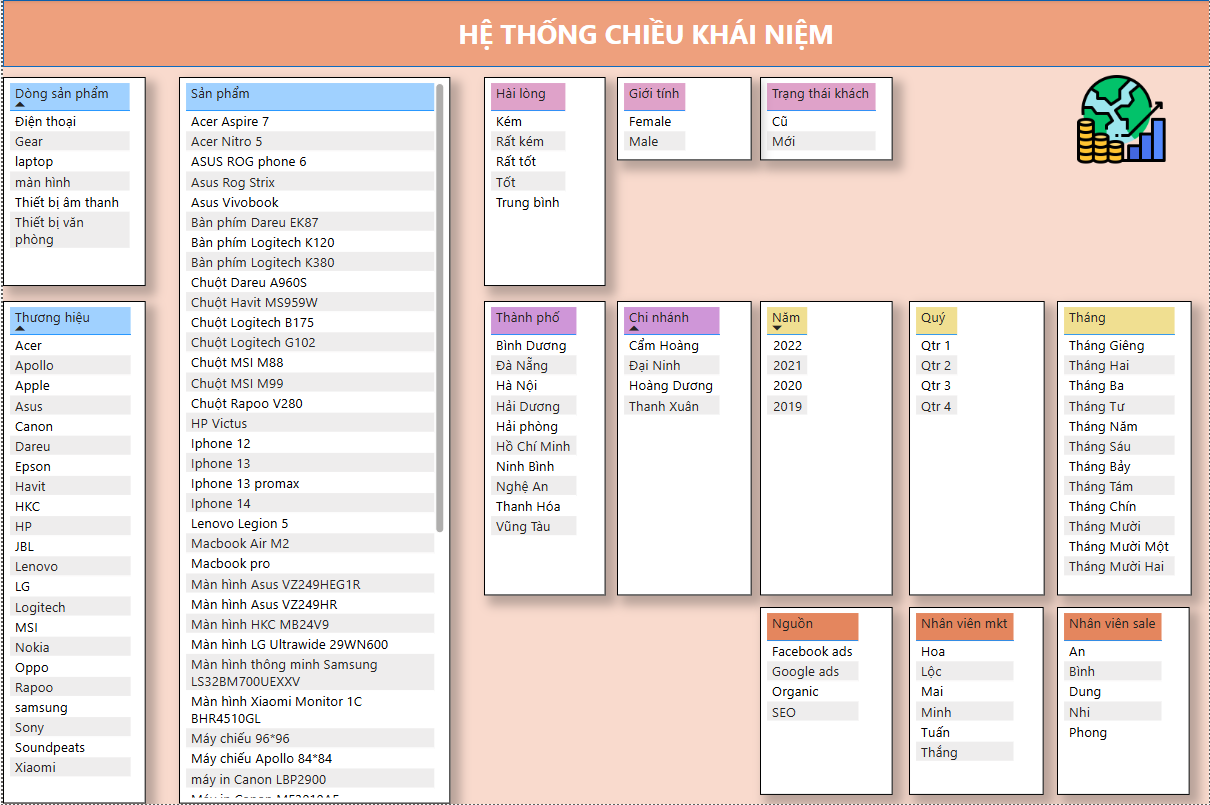 HỆ THỐNG CHIỀU KHÁI NIỆM
Dòng sản phẩm
Điện thoại
Gear
laptop
màn hình
Thiết bị âm thanh
Thiết bị văn
phòng
Sản phẩm
Acer Aspire 7
Acer Nitro 5
ASUS ROG phone 6
Asus Rog Strix
Asus Vivobook
Bàn phím Dareu EK87
Bàn phím Logitech K120
Bàn phím Logitech K380
Chuột Dareu A960S
Chuột Havit MS959W
Chuột Logitech B175
Chuột Logitech G102
Chuột MSI M88
Chuột MSI M99
Chuột Rapoo V280
HP Victus
Iphone 12
Iphone 13
Iphone 13 promax
Iphone 14
Lenovo Legion 5
Macbook Air M2
Macbook pro
Màn hình Asus VZ249HEG1R
Màn hình Asus VZ249HR
Màn hình HKC MB24V9
Màn hình LG Ultrawide 29WN600
Màn hình thông minh Samsung
LS32BM700UEXXV
Màn hình Xiaomi Monitor 1C
BHR4510GL
Máy chiếu 96*96
Máy chiếu Apollo 84*84
máy in Canon LBP2900
Hài lòng
Kém
Rất kém
Rất tốt
Tốt
Trung bình
Giới tính
Female
Male
Trạng thái khách
Cũ
Mới
Thương hiệu
Acer
Apollo
Apple
Asus
Canon
Dareu
Epson
Havit
HKC
HP
JBL
Lenovo
LG
Logitech
MSI
Nokia
Oppo
Rapoo
samsung
Sony
Soundpeats
Xiaomi
Thành phố
Bình Dương
Đà Nẵng
Hà Nội
Hải Dương
Hải phòng
Hồ Chí Minh
Ninh Bình
Nghệ An
Thanh Hóa
Vũng Tàu
Chi nhánh
Cẩm Hoàng
Đại Ninh
Hoàng Dương
Thanh Xuân
Năm
2022
2021
2020
2019
Quý
Qtr 1
Qtr 2
Qtr 3
Qtr 4
Tháng
Tháng Giêng
Tháng Hai
Tháng Ba
Tháng Tư
Tháng Năm
Tháng Sáu
Tháng Bảy
Tháng Tám
Tháng Chín
Tháng Mười
Tháng Mười Một
Tháng Mười Hai
Nguồn
Facebook ads
Google ads
Organic
SEO
Nhân viên mkt
Hoa
Lộc
Mai
Minh
Tuấn
Thắng
Nhân viên sale
An
Bình
Dung
Nhi
Phong